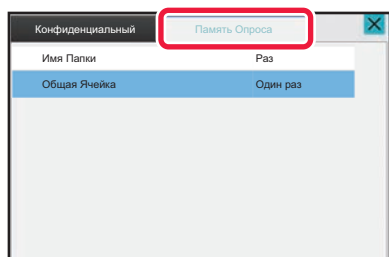 Конфиденциальный Память Опроса
Имя Папки Раз
Общая Ячейка Один раз